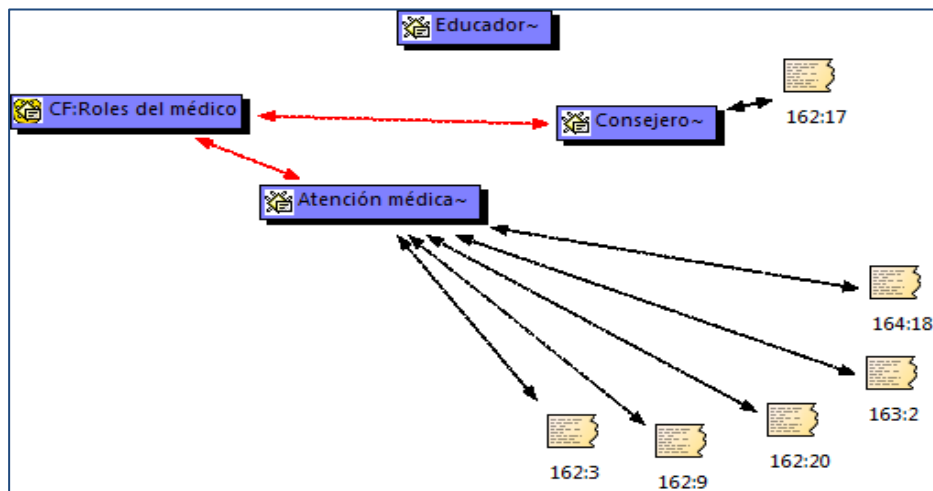 Educador~
162:17
CF:Roles del médico
Consejero~
Atención médica~
164:18
163:2
162:3
162:9
162:20